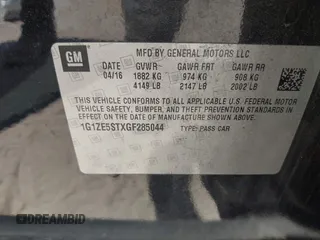 GM
MFD BY GENERAL MOTORS LLC
DATE GVWR GAWR FRT GAWR RR
04/16 1882 KG 974 KG 908 KG
4149 LB 2147 LB 2002 LB
THIS VEHICLE CONFORMS TO ALL APPLICABLE U.S. FEDERAL MOTOR
VEHICLE SAFETY, BUMPER, AND THEFT PREVENTION STANDARDS
IN EFFECT ON THE DATE OF MANUFACTURE SHOWN ABOVE.
1G1ZE5STXGF285044 TYPE: PASS CAR
DREAMBID